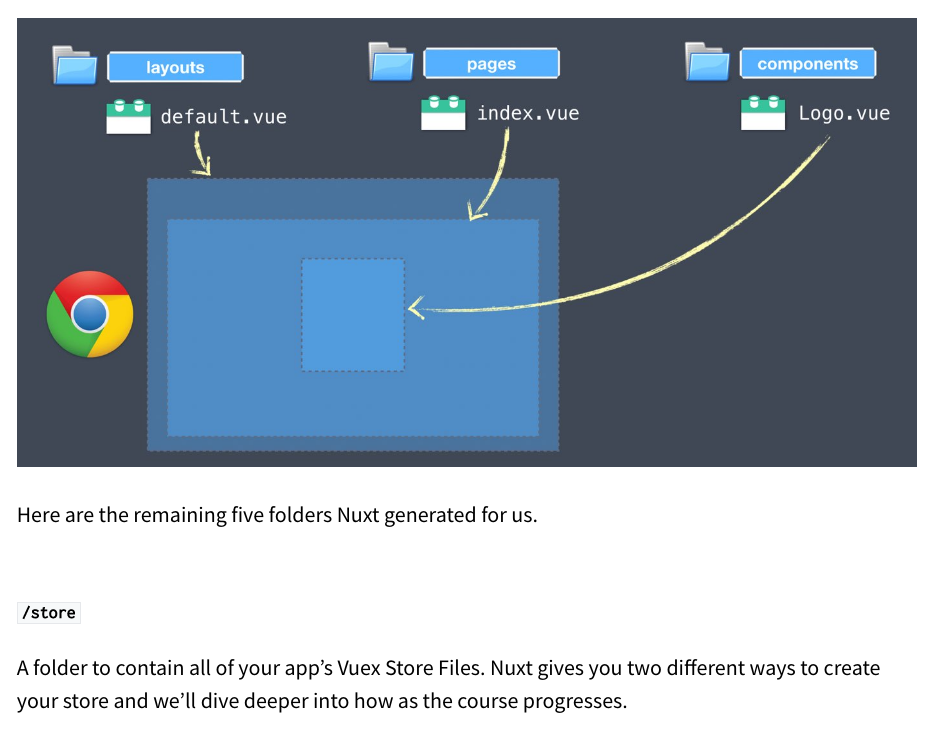 layouts
pages
components
default.vue
index.vue
Logo.vue
Here are the remaining five folders Nuxt generated for us.
/store
A folder to contain all of your app’s Vuex Store Files. Nuxt gives you two different ways to create
your store and we’ll dive deeper into how as the course progresses.